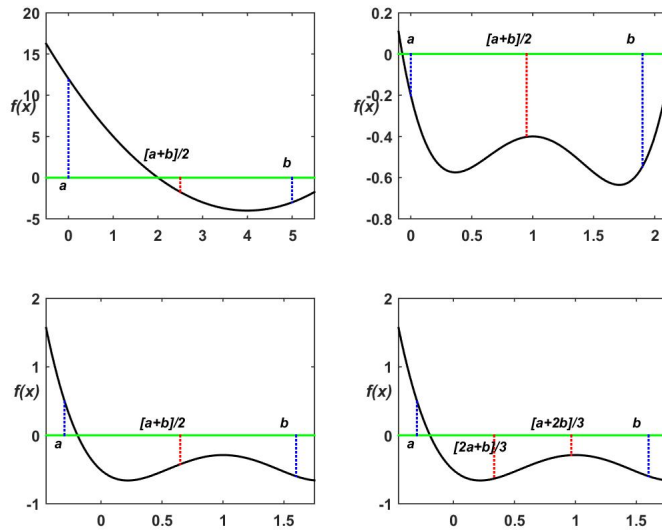 20
15
10
5
0
-5
f(x)
a
[a+b]/2
b
0 1 2 3 4 5
0.2
0
-0.2
-0.4
-0.6
-0.8
f(x)
a
[a+b]/2
b
0 0.5 1 1.5 2
2
1
0
-1
f(x)
a
[a+b]/2
b
0 0.5 1 1.5
2
1
0
-1
f(x)
a
[2a+b]/3
[a+2b]/3
b
0 0.5 1 1.5